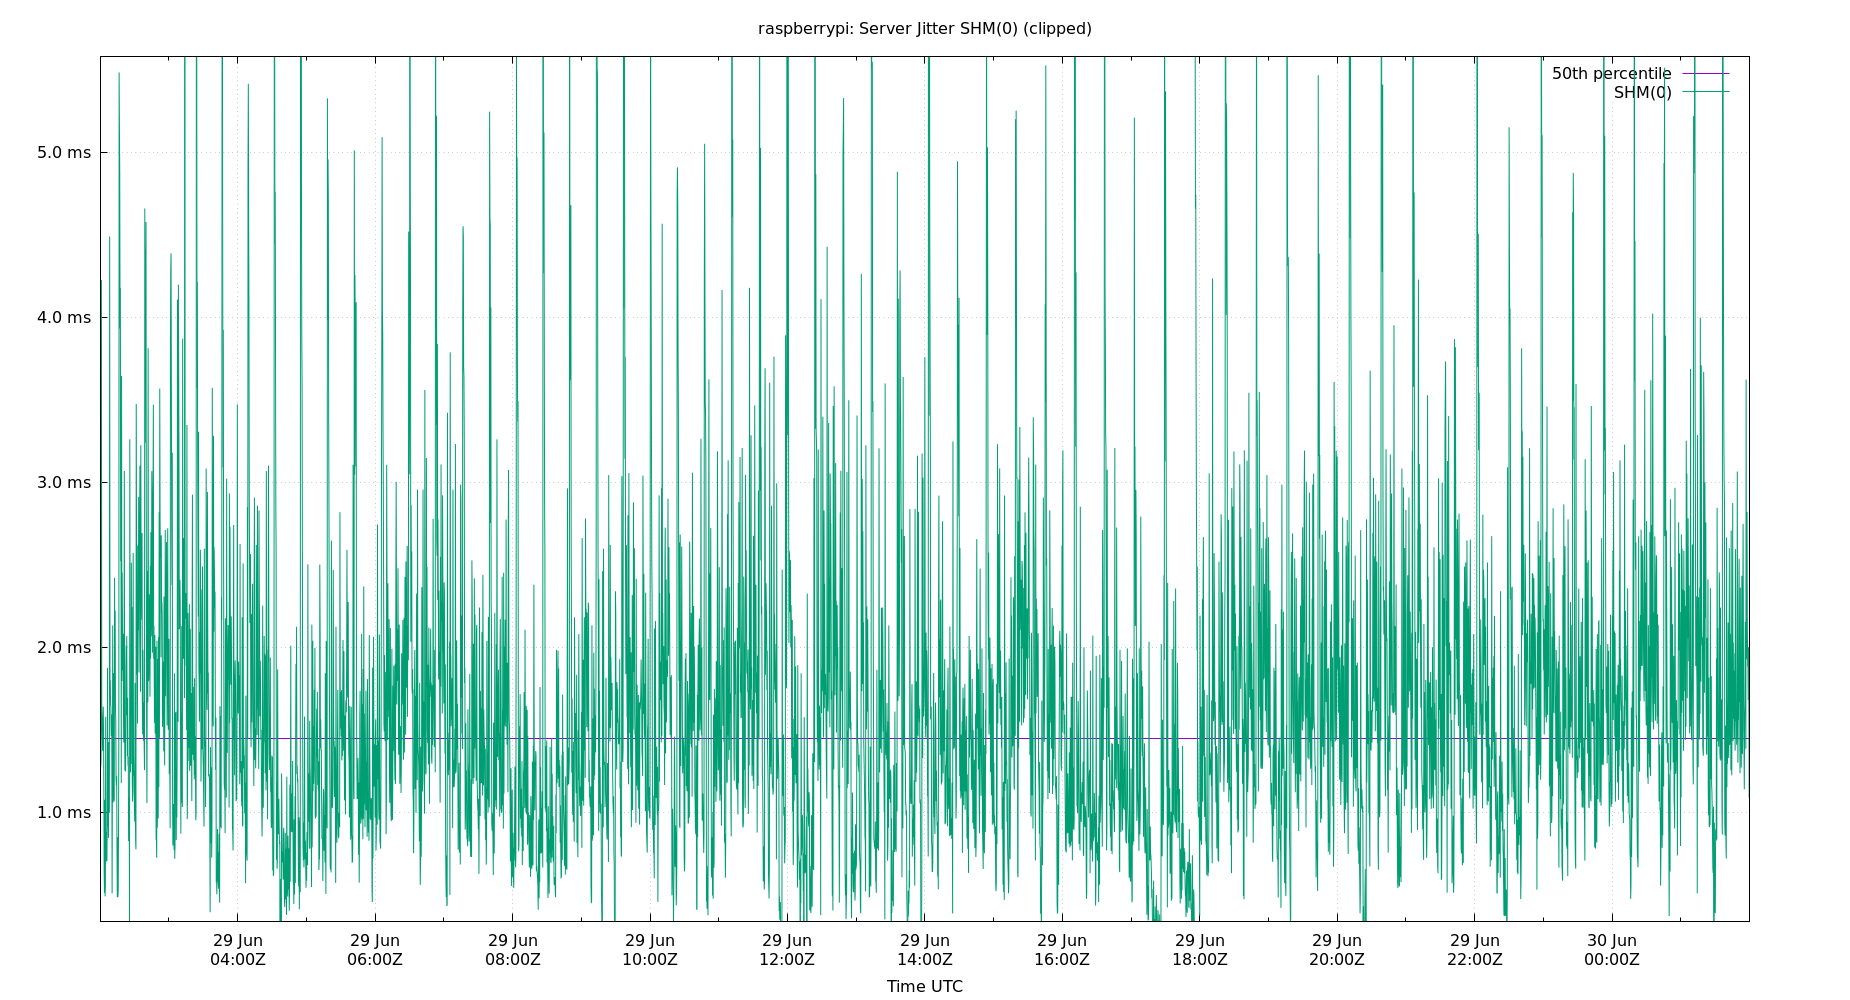 raspberrypi: Server Jitter SHM(0) (clipped)
50th percentile
SHM(0)
5.0 ms
4.0 ms
3.0 ms
2.0 ms
1.0 ms
29 Jun 29 Jun 29 Jun 29 Jun 29 Jun 29 Jun 29 Jun 29 Jun 29 Jun 29 Jun 30 Jun
04:00Z 06:00Z 08:00Z 10:00Z 12:00Z 14:00Z 16:00Z 18:00Z 20:00Z 22:00Z 00:00Z
Time UTC